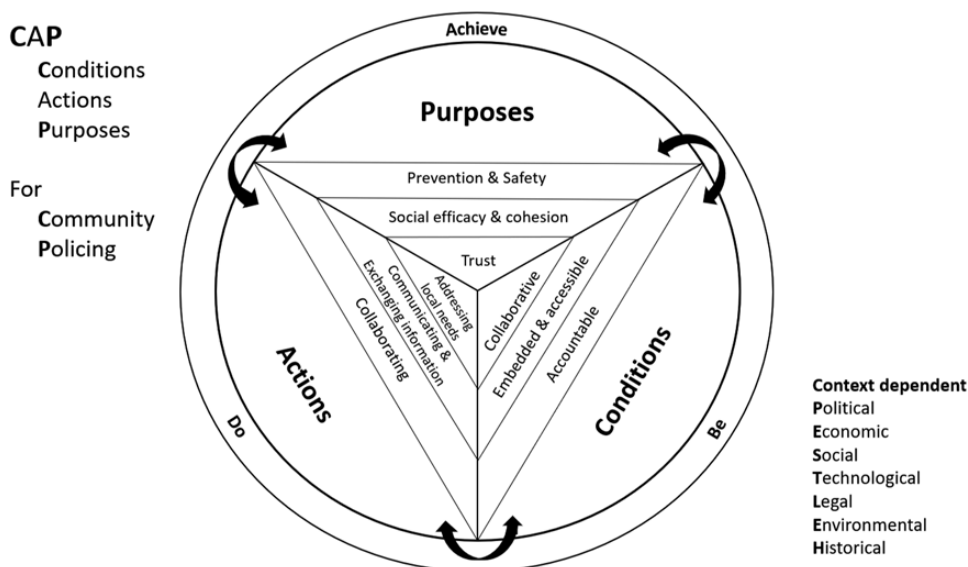 CAP
Conditions
Actions
Purposes
For
Community
Policing
Achieve
Purposes
Prevention & Safety
Social efficacy & cohesion
Trust
Addressing
local needs
Communicating &
Exchanging information
Collaborating
Actions
Do
Collaborative
Embedded & accessible
Accountable
Conditions
Be
Context dependent
Political
Economic
Social
Technological
Legal
Environmental
Historical